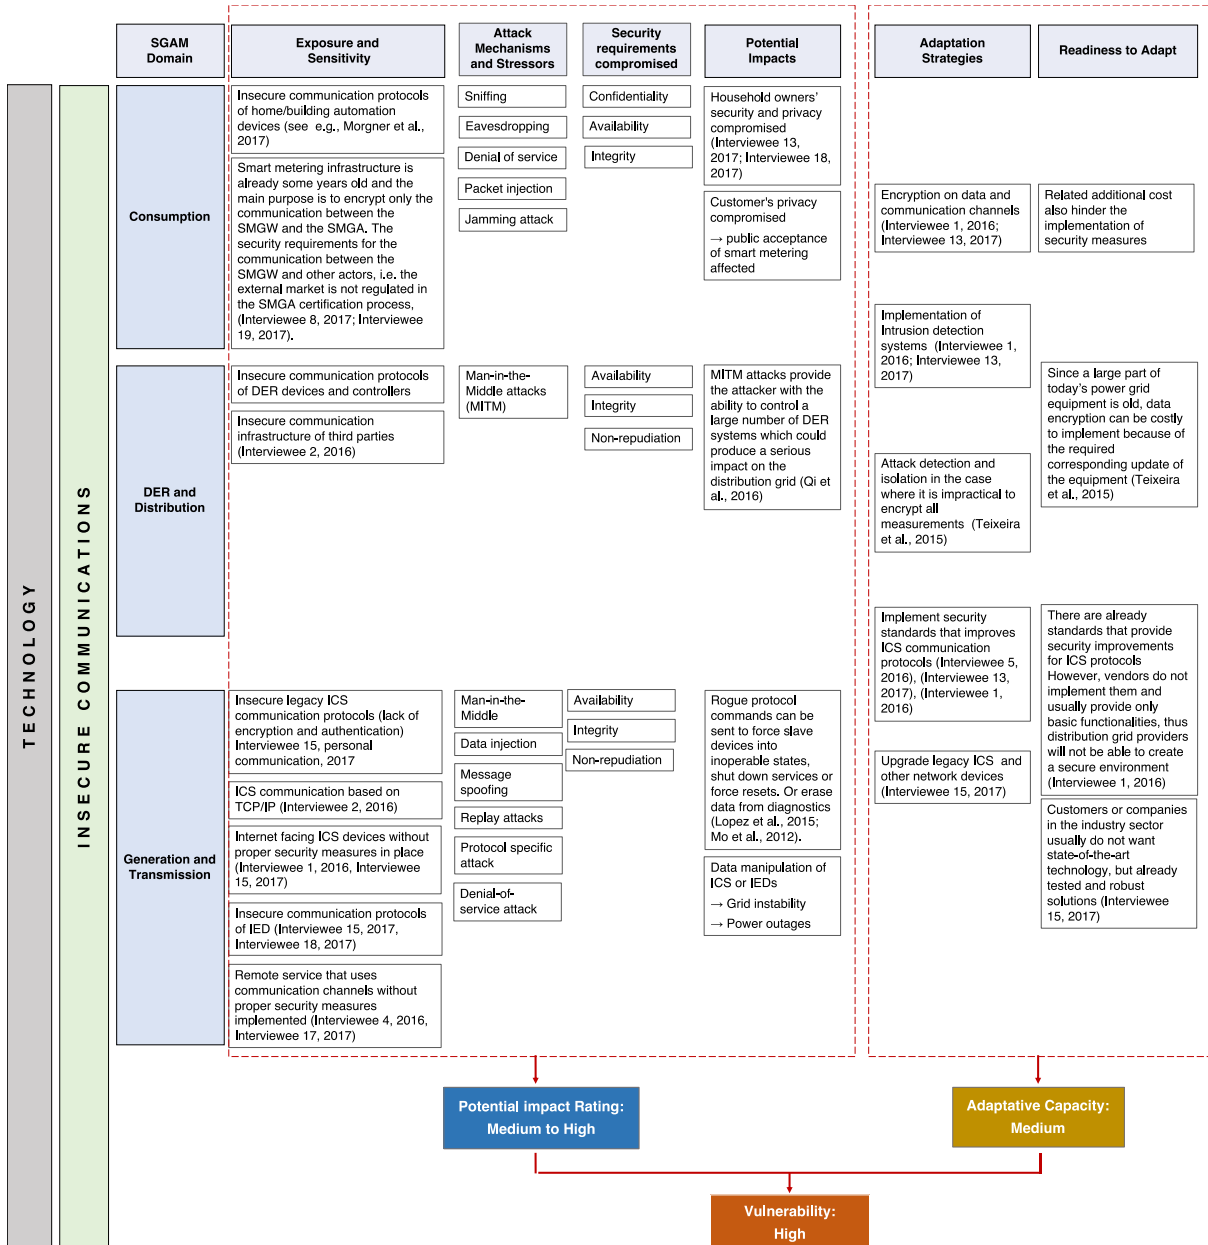 TECHNOLOGY
INSECURE COMMUNICATIONS
SGAM
Domain
Exposure and
Sensitivity
Attack
Mechanisms
and Stressors
Security
requirements
compromised
Potential
Impacts
Adaptation
Strategies
Readiness to Adapt
Consumption
Insecure communication protocols
of home/building automation
devices (see e.g., Morgner et al.,
2017)
Smart metering infrastructure is
already some years old and the
main purpose is to encrypt only the
communication between the
SMGW and the SMGA. The
security requirements for the
communication between the
SMGW and other actors, i.e. the
external market is not regulated in
the SMGA certification process,
(Interviewee 8, 2017; Interviewee
19, 2017).
Sniffing
Eavesdropping
Denial of service
Packet injection
Jamming attack
Confidentiality
Availability
Integrity
Household owners'
security and privacy
compromised
(Interviewee 13,
2017; Interviewee 18,
2017)
Customer's privacy
compromised
→ public acceptance
of smart metering
affected
Encryption on data and
communication channels
(Interviewee 1, 2016;
Interviewee 13, 2017)
Related additional cost
also hinder the
implementation of
security measures
Implementation of
Intrusion detection
systems (Interviewee 1,
2016; Interviewee 13,
2017)
DER and
Distribution
Insecure communication protocols
of DER devices and controllers
Insecure communication
infrastructure of third parties
(Interviewee 2, 2016)
Man-in-the-
Middle attacks
(MITM)
Availability
Integrity
Non-repudiation
MITM attacks provide
the attacker with the
ability to control a
large number of DER
systems which could
produce a serious
impact on the
distribution grid (Qi et
al., 2016)
Attack detection and
isolation in the case
where it is impractical to
encrypt all
measurements (Teixeira
et al., 2015)
Since a large part of
today's power grid
equipment is old, data
encryption can be costly
to implement because of
the required
corresponding update of
the equipment (Teixeira
et al., 2015)
Generation and
Transmission
Insecure legacy ICS
communication protocols (lack of
encryption and authentication)
Interviewee 15, personal
communication, 2017
ICS communication based on
TCP/IP (Interviewee 2, 2016)
Internet facing ICS devices without
proper security measures in place
(Interviewee 1, 2016, Interviewee
15, 2017)
Insecure communication protocols
of IED (Interviewee 15, 2017,
Interviewee 18, 2017)
Remote service that uses
communication channels without
proper security measures
implemented (Interviewee 4, 2016,
Interviewee 17, 2017)
Man-in-the-
Middle
Data injection
Message
spoofing
Replay attacks
Protocol specific
attack
Denial-of-
service attack
Availability
Integrity
Non-repudiation
Rogue protocol
commands can be
sent to force slave
devices into
inoperable states,
shut down services or
force resets. Or erase
data from diagnostics
(Lopez et al., 2015;
Mo et al., 2012).
Data manipulation of
ICS or IEDs
→ Grid instability
→ Power outages
Implement security
standards that improves
ICS communication
protocols (Interviewee 5,
2016), (Interviewee 13,
2017), (Interviewee 1,
2016)
Upgrade legacy ICS and
other network devices
(Interviewee 15, 2017)
There are already
standards that provide
security improvements
for ICS protocols
However, vendors do not
implement them and
usually provide only
basic functionalities, thus
distribution grid providers
will not be able to create
a secure environment
(Interviewee 1, 2016)
Customers or companies
in the industry sector
usually do not want
state-of-the-art
technology, but already
tested and robust
solutions (Interviewee
15, 2017)
Potential impact Rating:
Medium to High
Adaptative Capacity:
Medium
Vulnerability:
High